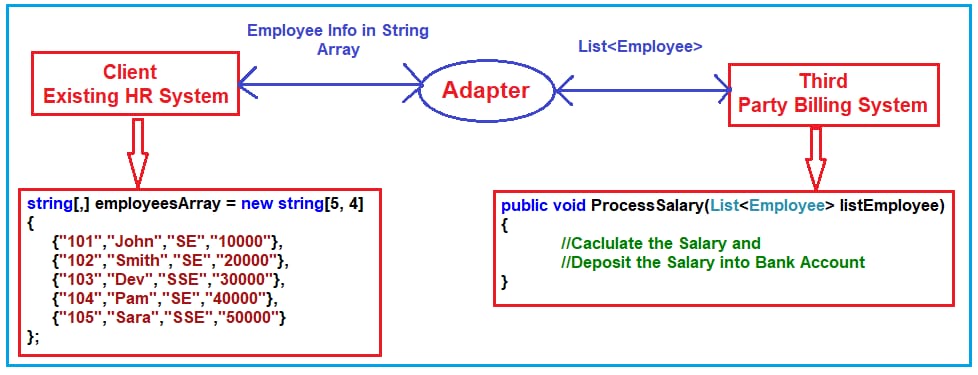 Employee Info in String
Array
List<Employee>
Client
Existing HR System
Adapter
Third
Party Billing System
string[,] employeesArray = new string[5, 4]
{
{"101","John","SE","10000"},
{"102","Smith","SE","20000"},
{"103","Dev","SSE","30000"},
{"104","Pam","SE","40000"},
{"105","Sara","SSE","50000"}
};
public void ProcessSalary(List<Employee> listEmployee)
{
//Caclulate the Salary and
//Deposit the Salary into Bank Account
}